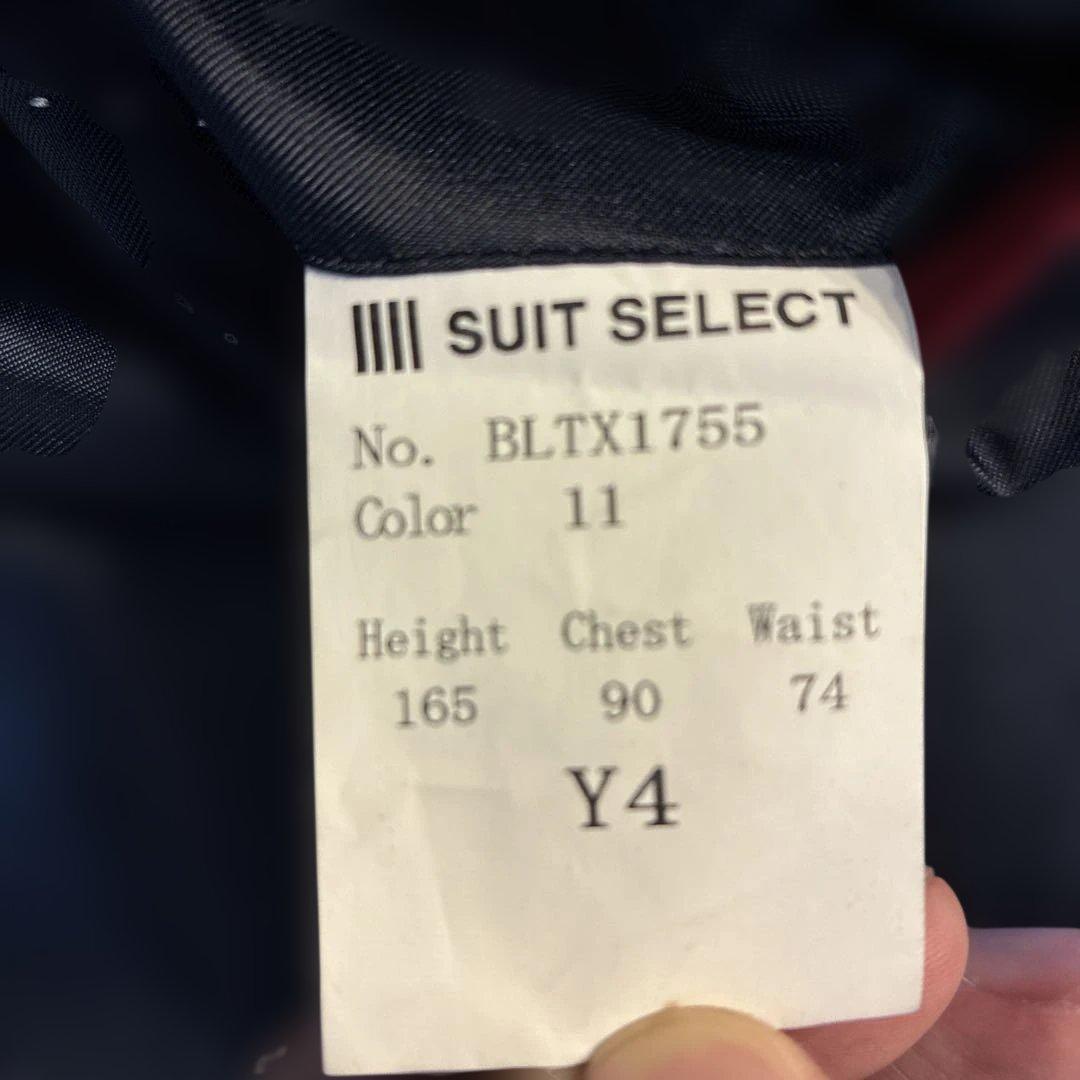 SUIT SELECT
No. BLTX1755
Color 11
Height Chest Waist
165 90 74
Y4